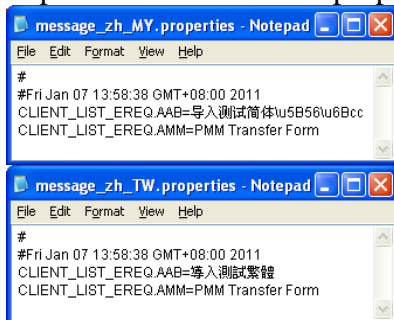 message_zh_MY.properties - Notepad
File Edit Format View Help
#
#Fri Jan 07 13:58:38 GMT+08:00 2011
CLIENT_LIST_EREQ.AAB=导入测试简体\u5B56\u6Bcc
CLIENT_LIST_EREQ.AMM=PMM Transfer Form
message_zh_TW.properties - Notepad
File Edit Format View Help
#
#Fri Jan 07 13:58:38 GMT+08:00 2011
CLIENT_LIST_EREQ.AAB=導入測試繁體
CLIENT_LIST_EREQ.AMM=PMM Transfer Form